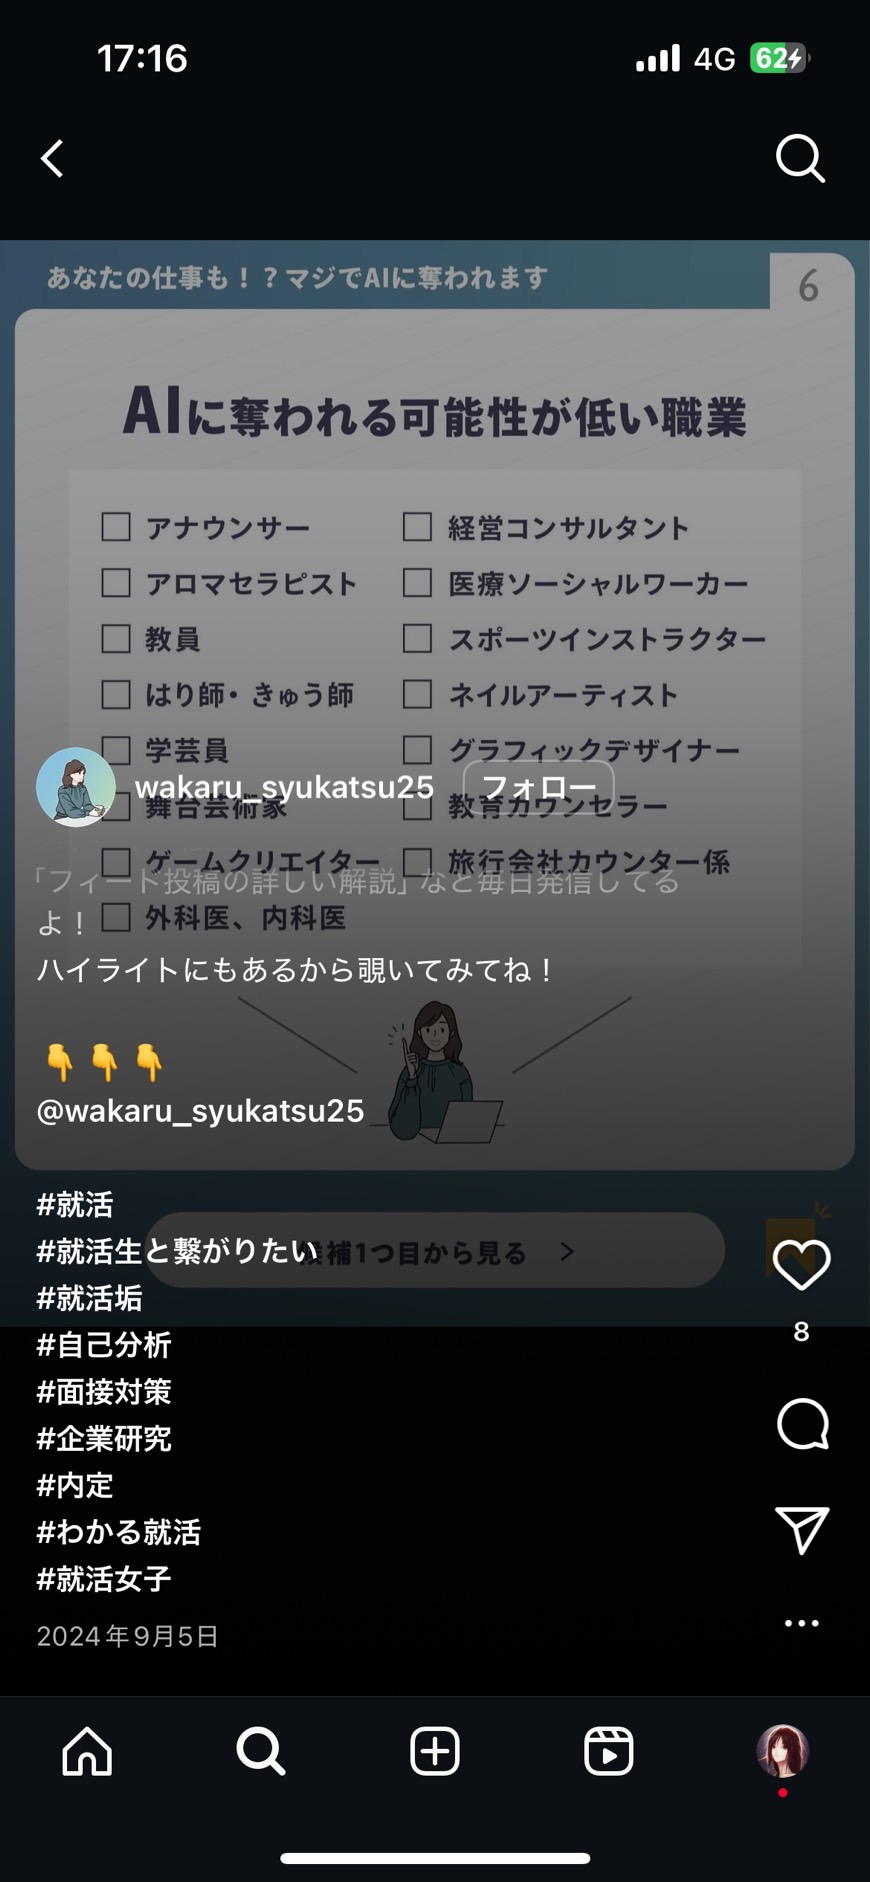 17:16
4G
62
あなたの仕事も！？マジでAIに奪われます
6
AIに奪われる可能性が低い職業
アナウンサー
経営コンサルタント
アロマセラピスト
医療ソーシャルワーカー
教員
スポーツインストラクター
はり師・きゅう師
ネイルアーティスト
学芸員
グラフィックデザイナー
wakaru_syukatsu25
フォロー
舞台芸術家
教育カウンセラー
ゲームクリエイター
旅行会社カウンター係
「フィード投稿の詳しい解説」など毎日発信してる
よ！
外科医、内科医
ハイライトにもあるから覗いてみてね！
👇👇👇
@wakaru_syukatsu25
#就活
#就活生と繋がりたい
候補1つ目から見る >
#就活垢
#自己分析
8
#面接対策
#企業研究
#内定
#わかる就活
#就活女子
2024年9月5日